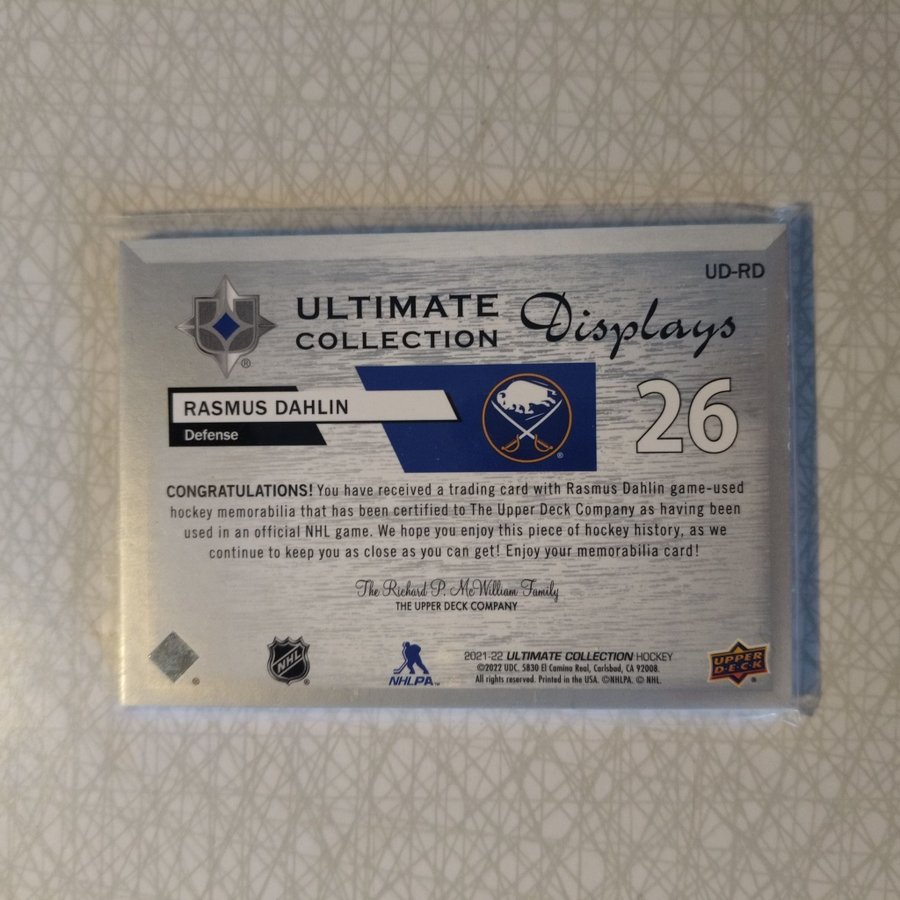 UD-RD
ULTIMATE
COLLECTION Displays
RASMUS DAHLIN
Defense
26
CONGRATULATIONS! You have received a trading card with Rasmus Dahlin game-used
hockey memorabilia that has been certified to The Upper Deck Company as having been
used in an official NHL game. We hope you enjoy this piece of hockey history, as we
continue to keep you as close as you can get! Enjoy your memorabilia card!
The Richard P. McWilliam Family
THE UPPER DECK COMPANY
NHL
NHLPA™
2021-22 ULTIMATE COLLECTION HOCKEY
©2022 UDC. 5830 El Camino Real, Carlsbad, CA 92008.
All rights reserved. Printed in the USA. ©NHLPA. © NHL.
UPPER
DECK